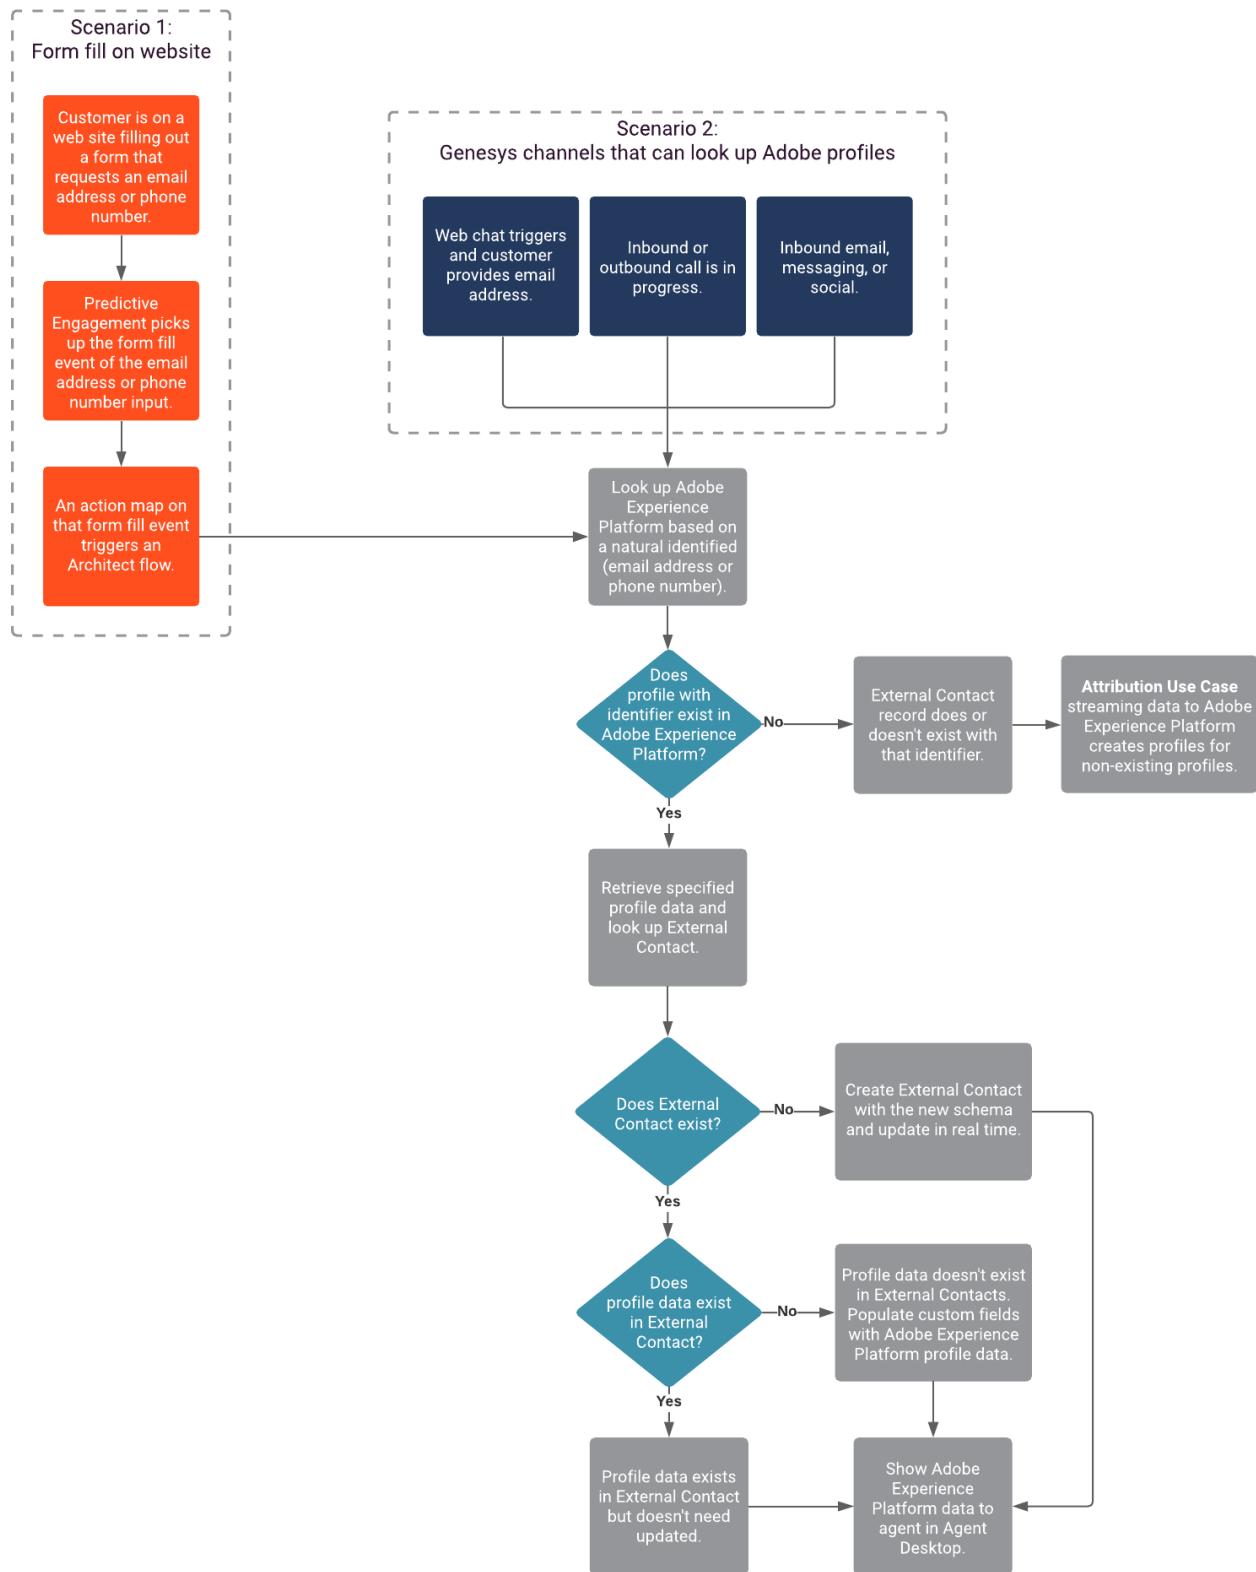 Scenario 1:
Form fill on website
Customer is on a
web site filling out
a form that
requests an email
address or phone
number.
Predictive
Engagement picks
up the form fill
event of the email
address or phone
number input.
An action map on
that form fill event
triggers an
Architect flow.
Scenario 2:
Genesys channels that can look up Adobe profiles
Web chat triggers
and customer
provides email
address.
Inbound or
outbound call is in
progress.
Inbound email,
messaging, or
social.
Look up Adobe
Experience
Platform based on
a natural identified
(email address or
phone number).
Does
profile with
identifier exist in
Adobe Experience
Platform?
No
External Contact
record does or
doesn't exist with
that identifier.
Attribution Use Case
streaming data to Adobe
Experience Platform
creates profiles for
non-existing profiles.
Yes
Retrieve specified
profile data and
look up External
Contact.
Does External
Contact exist?
No
Create External Contact
with the new schema
and update in real time.
Yes
Does
profile data exist
in External
Contact?
No
Profile data doesn't exist
in External Contacts.
Populate custom fields
with Adobe Experience
Platform profile data.
Yes
Profile data exists
in External Contact
but doesn't need
updated.
Show Adobe
Experience
Platform data to
agent in Agent
Desktop.